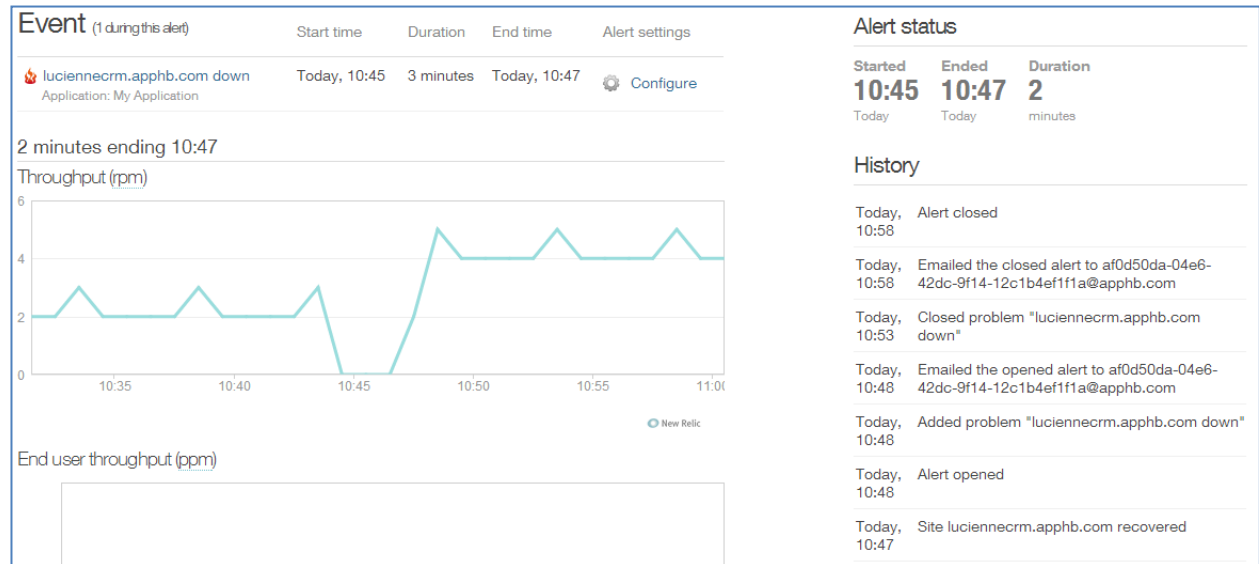 Event (1 during this alert)
Start time Duration End time Alert settings
luciennecrm.apphb.com down Today, 10:45 3 minutes Today, 10:47 Configure
Application: My Application
2 minutes ending 10:47
Throughput (rpm)
6
4
2
0
10:35 10:40 10:45 10:50 10:55 11:00
New Relic
End user throughput (ppm)
Alert status
Started Ended Duration
10:45 10:47 2
Today Today minutes
History
Today, Alert closed
10:58
Today, Emailed the closed alert to af0d50da-04e6-
10:58 42dc-9f14-12c1b4ef1f1a@apphb.com
Today, Closed problem "luciennecrm.apphb.com
10:53 down"
Today, Emailed the opened alert to af0d50da-04e6-
10:48 42dc-9f14-12c1b4ef1f1a@apphb.com
Today, Added problem "luciennecrm.apphb.com down"
10:48
Today, Alert opened
10:48
Today, Site luciennecrm.apphb.com recovered
10:47